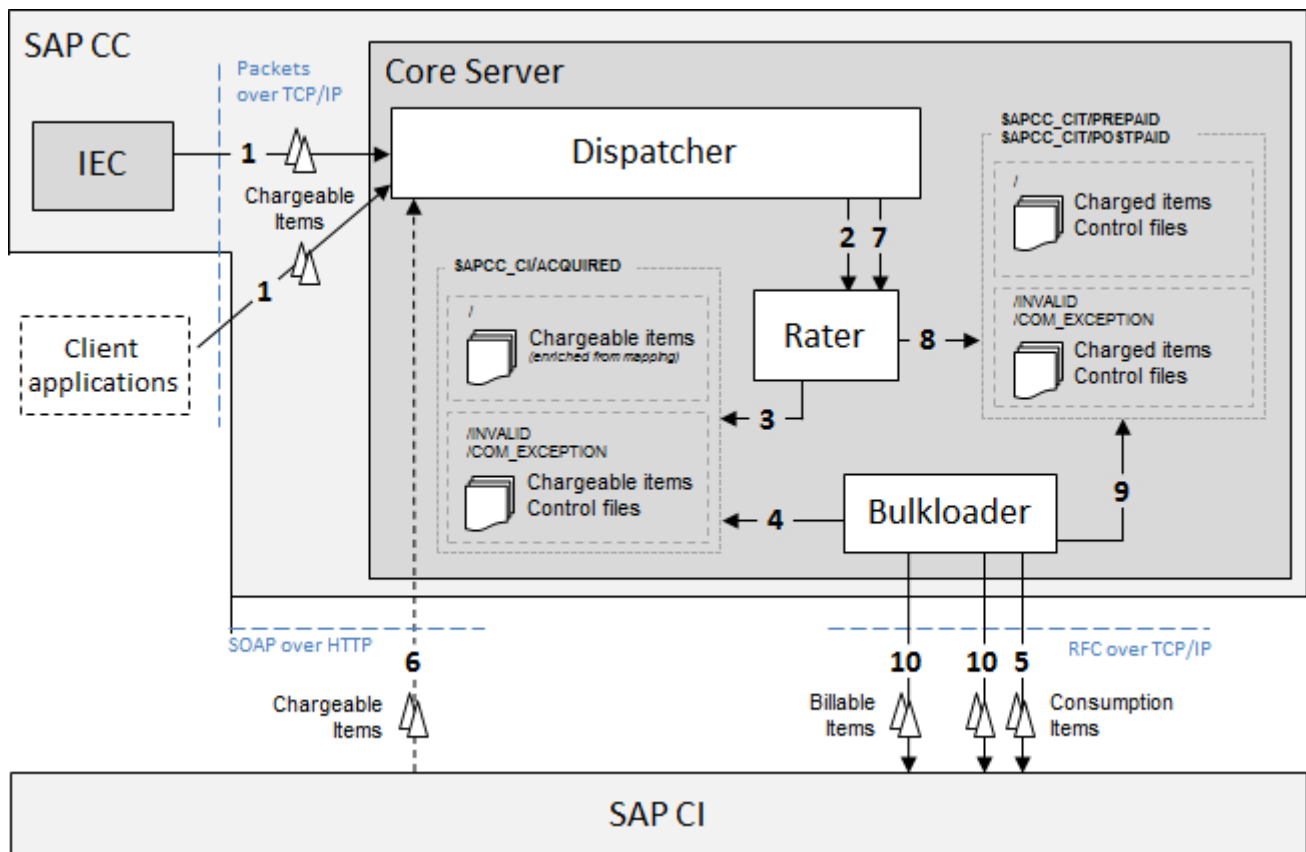 SAP CC
Packets
over TCP/IP
IEC
1
Chargeable
Items
1
Client
applications
Core Server
Dispatcher
2
7
$APCC_CI/ACQUIRED
/
Chargeable items
(enriched from mapping)
/INVALID
/COM_EXCEPTION
Chargeable items
Control files
Rater
3
8
$APCC_CIT/PREPAID
$APCC_CIT/PO$TPAID
/
Charged items
Control files
/INVALID
/COM_EXCEPTION
Charged items
Control files
Bulkloader
4
9
SOAP over HTTP
RFC over TCP/IP
6
Chargeable
Items
10
10
5
Billable
Items
Consumption
Items
SAP CI